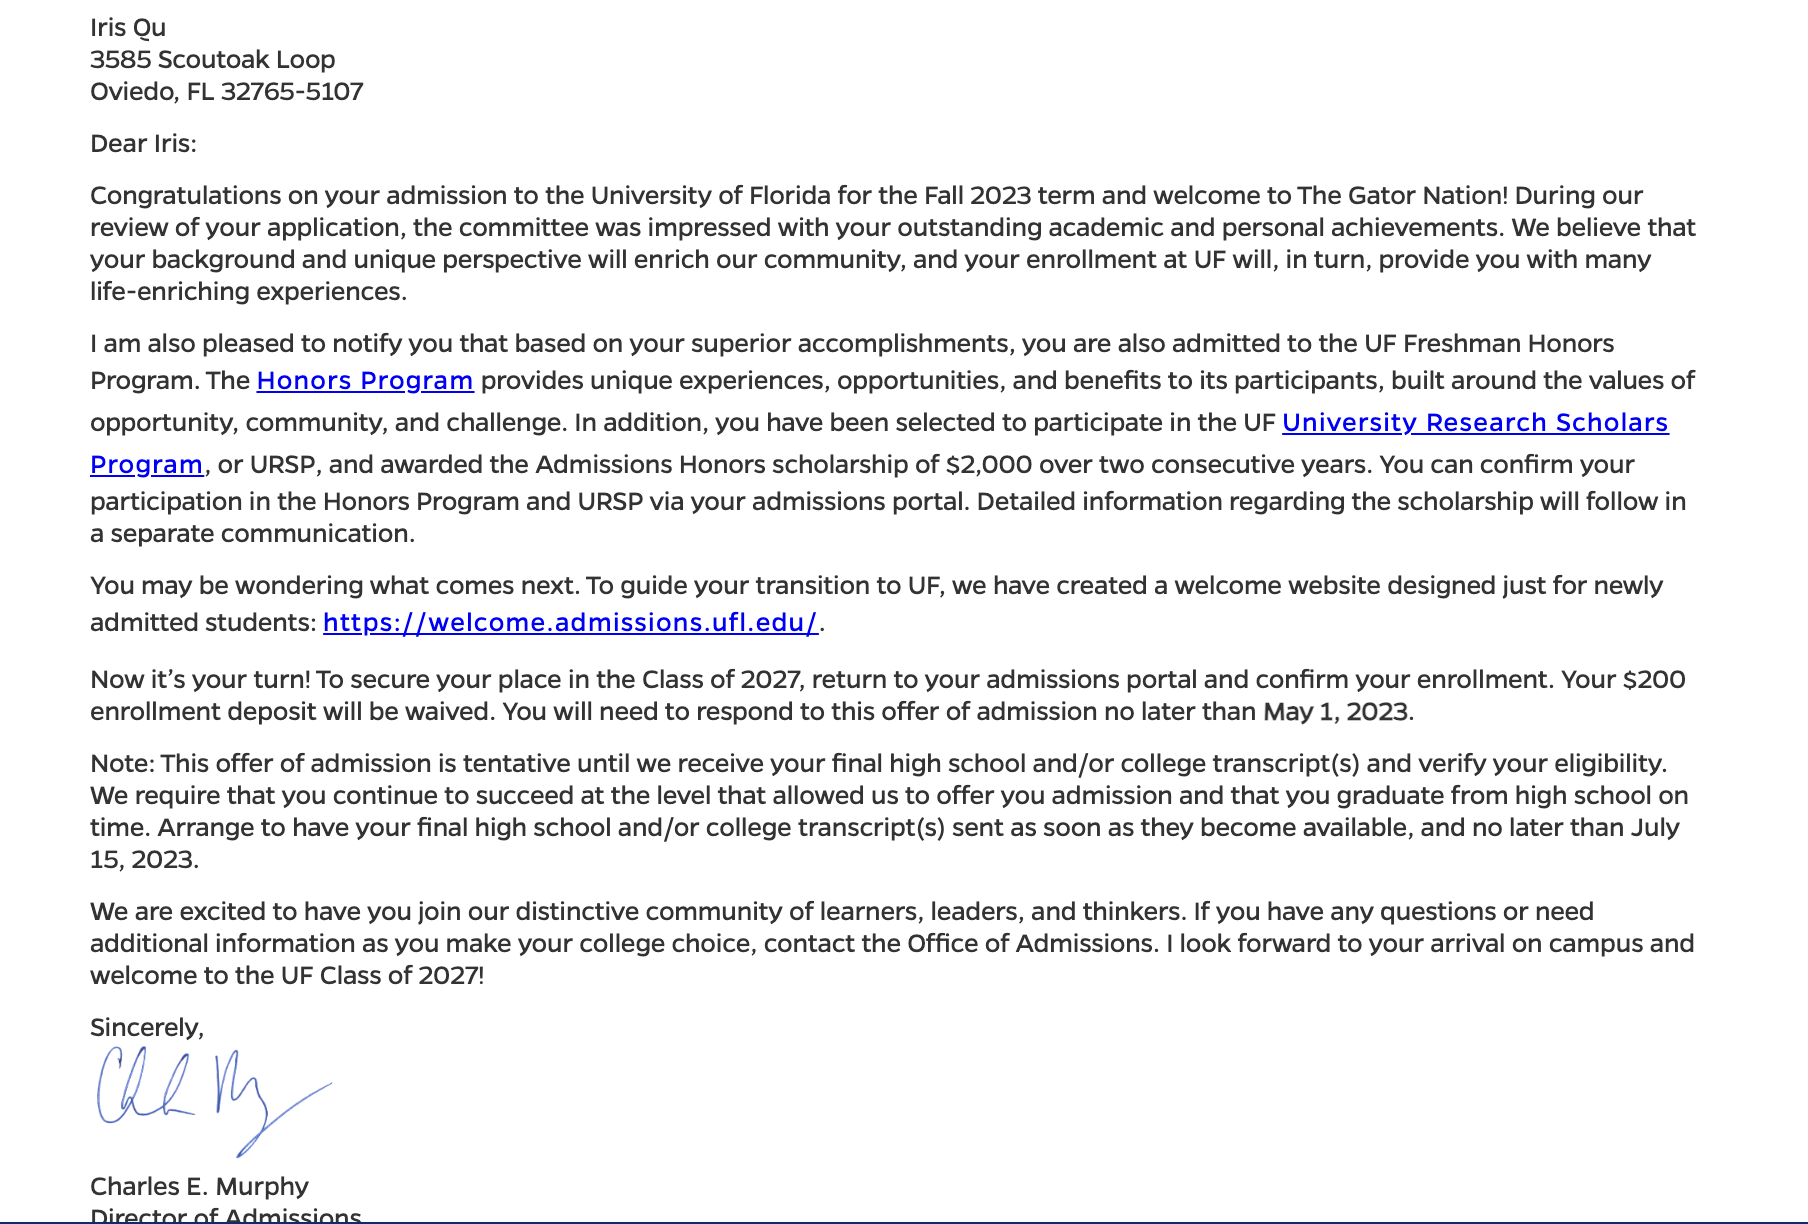 Iris Qu
3585 Scoutoak Loop
Oviedo, FL 32765-5107
Dear Iris:
Congratulations on your admission to the University of Florida for the Fall 2023 term and welcome to The Gator Nation! During our
review of your application, the committee was impressed with your outstanding academic and personal achievements. We believe that
your background and unique perspective will enrich our community, and your enrollment at UF will, in turn, provide you with many
life-enriching experiences.
I am also pleased to notify you that based on your superior accomplishments, you are also admitted to the UF Freshman Honors
Program. The Honors Program provides unique experiences, opportunities, and benefits to its participants, built around the values of
opportunity, community, and challenge. In addition, you have been selected to participate in the UF University Research Scholars
Program, or URSP, and awarded the Admissions Honors scholarship of $2,000 over two consecutive years. You can confirm your
participation in the Honors Program and URSP via your admissions portal. Detailed information regarding the scholarship will follow in
a separate communication.
You may be wondering what comes next. To guide your transition to UF, we have created a welcome website designed just for newly
admitted students: https://welcome.admissions.ufl.edu/.
Now it’s your turn! To secure your place in the Class of 2027, return to your admissions portal and confirm your enrollment. Your $200
enrollment deposit will be waived. You will need to respond to this offer of admission no later than May 1, 2023.
Note: This offer of admission is tentative until we receive your final high school and/or college transcript(s) and verify your eligibility.
We require that you continue to succeed at the level that allowed us to offer you admission and that you graduate from high school on
time. Arrange to have your final high school and/or college transcript(s) sent as soon as they become available, and no later than July
15, 2023.
We are excited to have you join our distinctive community of learners, leaders, and thinkers. If you have any questions or need
additional information as you make your college choice, contact the Office of Admissions. I look forward to your arrival on campus and
welcome to the UF Class of 2027!
Sincerely,
Charles E. Murphy
Director of Admissions